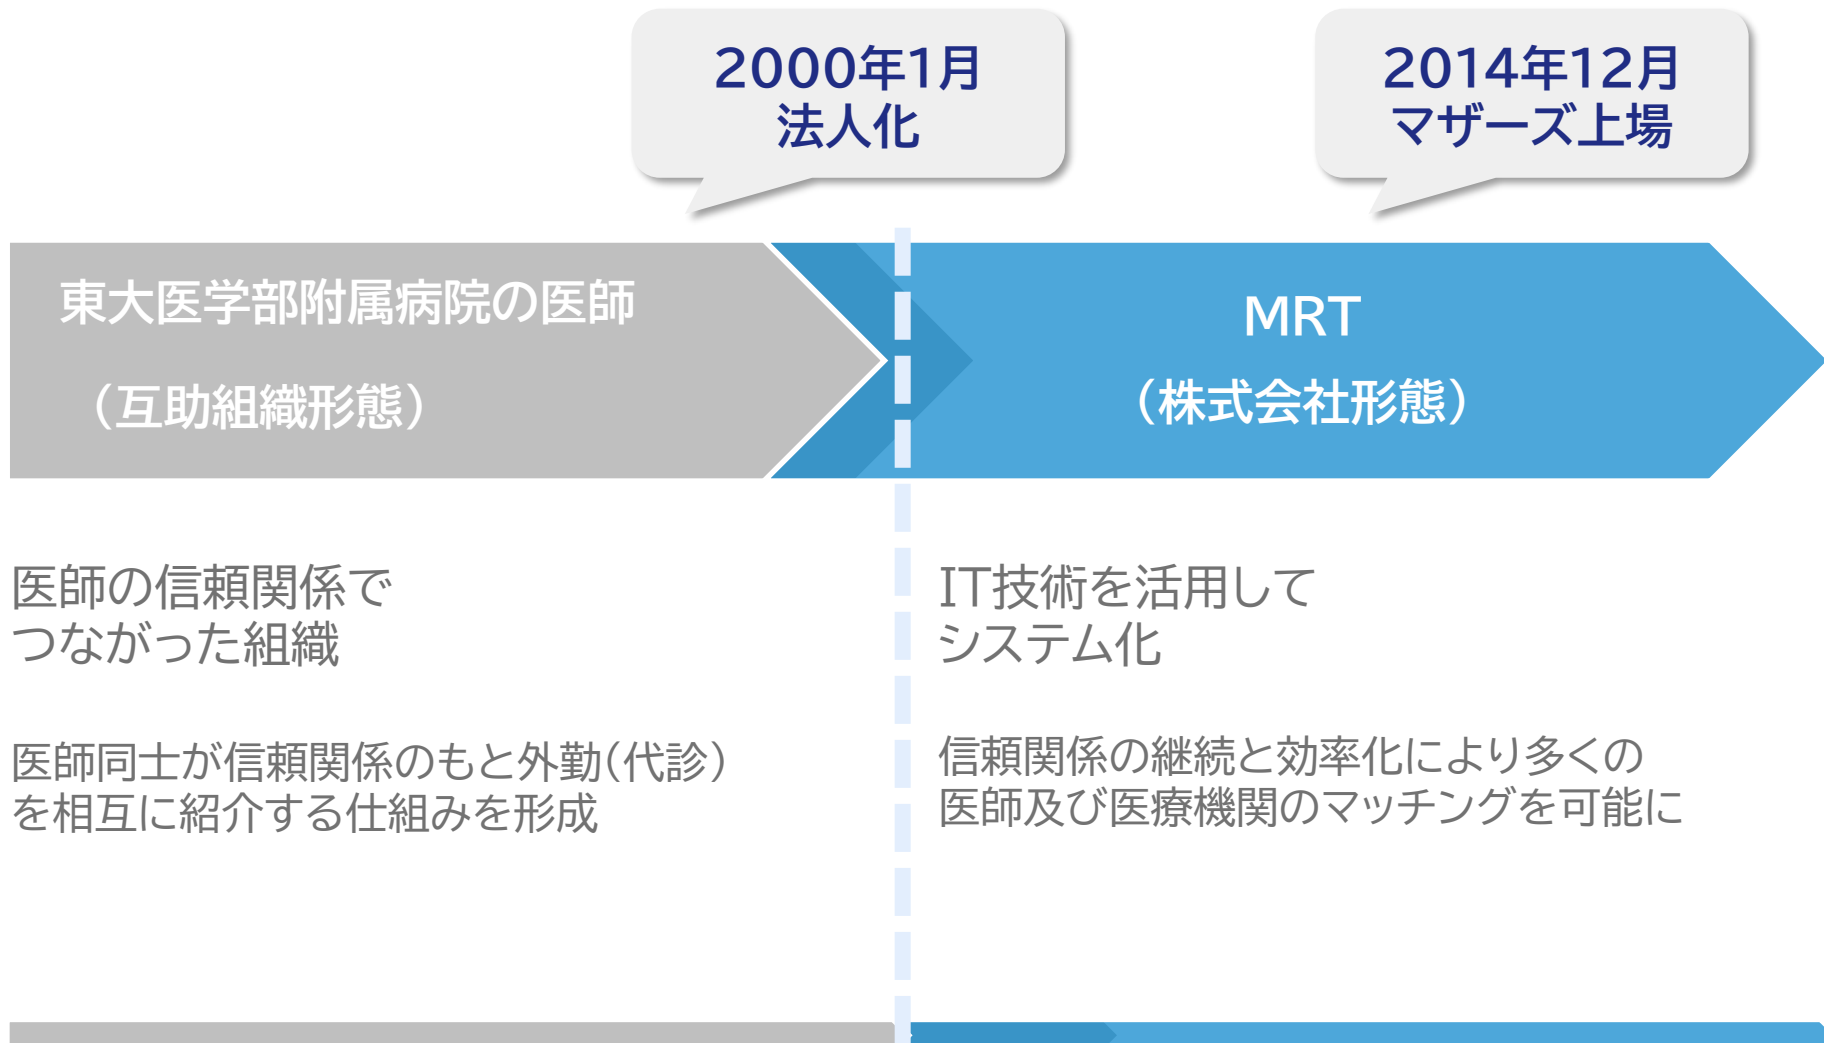 2000年1月
法人化
2014年12月
マザーズ上場
東大医学部附属病院の医師
（互助組織形態）
MRT
（株式会社形態）
医師の信頼関係で
つながった組織
医師同士が信頼関係のもと外勤（代診）
を相互に紹介する仕組みを形成
IT技術を活用して
システム化
信頼関係の継続と効率化により多くの
医師及び医療機関のマッチングを可能に